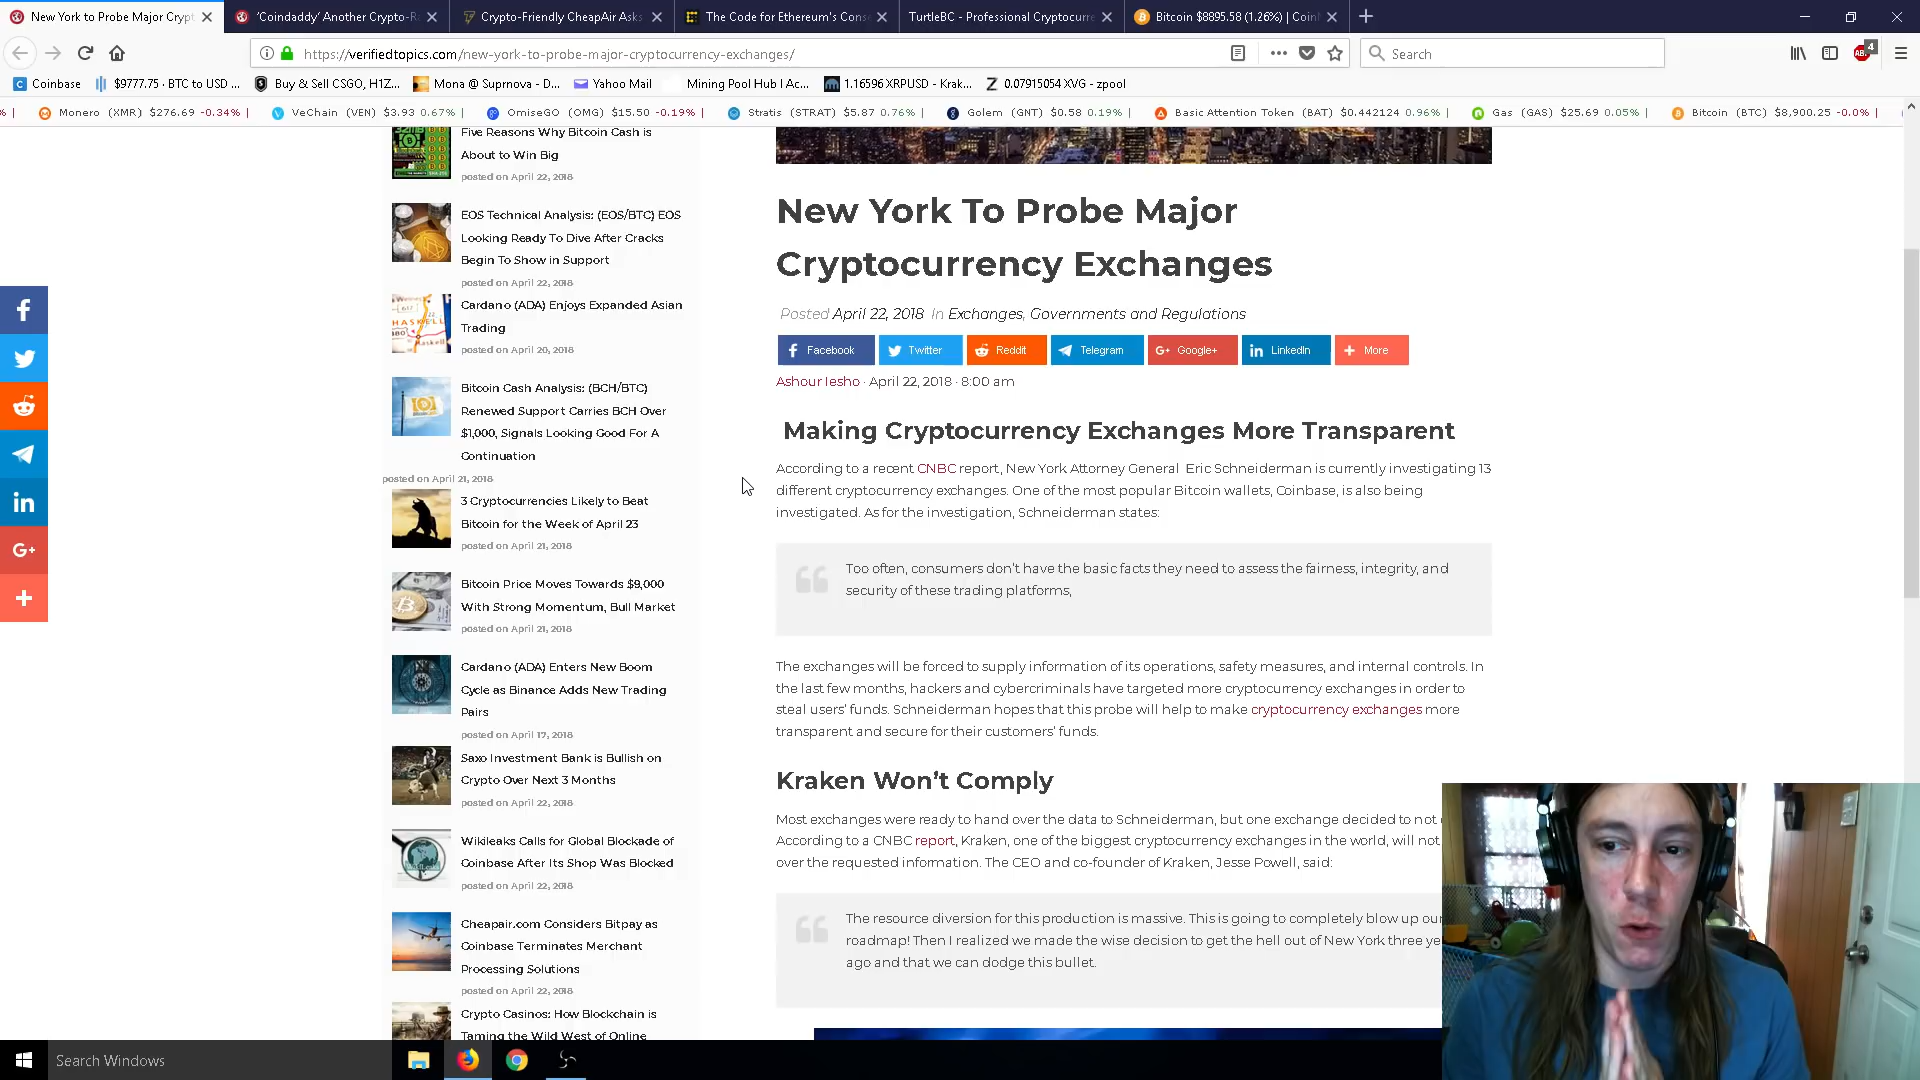 New York to Probe Major Crypt
'Coindaddy' Another Crypto-R
Crypto-Friendly CheapAir Asks
The Code for Ethereum's Cons
TurtleBC - Professional Cryptocurre
Bitcoin $8895.58 (1.26%) | Coin
https://verifiedtopics.com/new-york-to-probe-major-cryptocurrency-exchanges/
Search
4
Coinbase
$9777.75 · BTC to USD ...
Buy & Sell CSGO, H1Z...
Mona @ Suprnova - D...
Yahoo Mail
Mining Pool Hub | Ac...
1.16596 XRPUSD - Krak...
0.07915054 XVG - zpool
% | Monero (XMR) $276.69 -0.34% |
VeChain (VEN) $3.93 0.67% |
OmiseGO (OMG) $15.50 -0.19% |
Stratis (STRAT) $5.87 0.76% |
Golem (GNT) $0.58 0.19% |
Basic Attention Token (BAT) $0.442124 0.96% |
Gas (GAS) $25.69 0.05% |
Bitcoin (BTC) $8,900.25 -0.0% |
Five Reasons Why Bitcoin Cash is
About to Win Big
posted on April 22, 2018
EOS Technical Analysis: (EOS/BTC) EOS
Looking Ready To Dive After Cracks
Begin To Show in Support
posted on April 22, 2018
Cardano (ADA) Enjoys Expanded Asian
Trading
posted on April 20, 2018
Bitcoin Cash Analysis: (BCH/BTC)
Renewed Support Carries BCH Over
$1,000, Signals Looking Good For A
Continuation
posted on April 21, 2018
3 Cryptocurrencies Likely to Beat
Bitcoin for the Week of April 23
posted on April 21, 2018
Bitcoin Price Moves Towards $9,000
With Strong Momentum, Bull Market
posted on April 21, 2018
Cardano (ADA) Enters New Boom
Cycle as Binance Adds New Trading
Pairs
posted on April 17, 2018
Saxo Investment Bank is Bullish on
Crypto Over Next 3 Months
posted on April 22, 2018
Wikileaks Calls for Global Blockade of
Coinbase After Its Shop Was Blocked
posted on April 22, 2018
Cheapair.com Considers Bitpay as
Coinbase Terminates Merchant
Processing Solutions
posted on April 22, 2018
Crypto Casinos: How Blockchain is
Taming the Wild West of Online
New York To Probe Major
Cryptocurrency Exchanges
Posted April 22, 2018 In Exchanges, Governments and Regulations
Facebook
Twitter
Reddit
Telegram
Google+
LinkedIn
More
Ashour Iesho · April 22, 2018 · 8:00 am
Making Cryptocurrency Exchanges More Transparent
According to a recent CNBC report, New York Attorney General Eric Schneiderman is currently investigating 13
different cryptocurrency exchanges. One of the most popular Bitcoin wallets, Coinbase, is also being
investigated. As for the investigation, Schneiderman states:
Too often, consumers don't have the basic facts they need to assess the fairness, integrity, and
security of these trading platforms,
The exchanges will be forced to supply information of its operations, safety measures, and internal controls. In
the last few months, hackers and cybercriminals have targeted more cryptocurrency exchanges in order to
steal users' funds. Schneiderman hopes that this probe will help to make cryptocurrency exchanges more
transparent and secure for their customers' funds.
Kraken Won't Comply
Most exchanges were ready to hand over the data to Schneiderman, but one exchange decided to not
According to a CNBC report, Kraken, one of the biggest cryptocurrency exchanges in the world, will not
over the requested information. The CEO and co-founder of Kraken, Jesse Powell, said:
The resource diversion for this production is massive. This is going to completely blow up our
roadmap! Then I realized we made the wise decision to get the hell out of New York three ye
ago and that we can dodge this bullet.
Search Windows